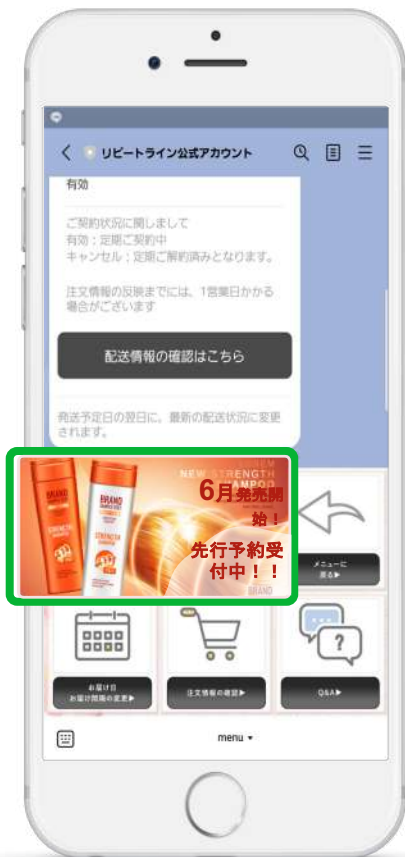 リピートライン公式アカウント
有効
ご契約状況に関しまして
有効：定期ご契約中
キャンセル：定期ご解約済みとなります。
注文情報の反映までには、1営業日かかる
場合がございます
配送情報の確認はこちら
発送予定日の翌日に、最新の配送状況に変更
されます。
NEW STRENGTH
SHAMPOO
6月発売開
始！
先行予約受
付中！！
BRAND
BRAND
STRENGTH
BRAND
STRENGTH
メニューに
戻る▶
お届け日
お届け間隔の変更▶
注文情報の確認▶
?
Q&A▶
menu ▾